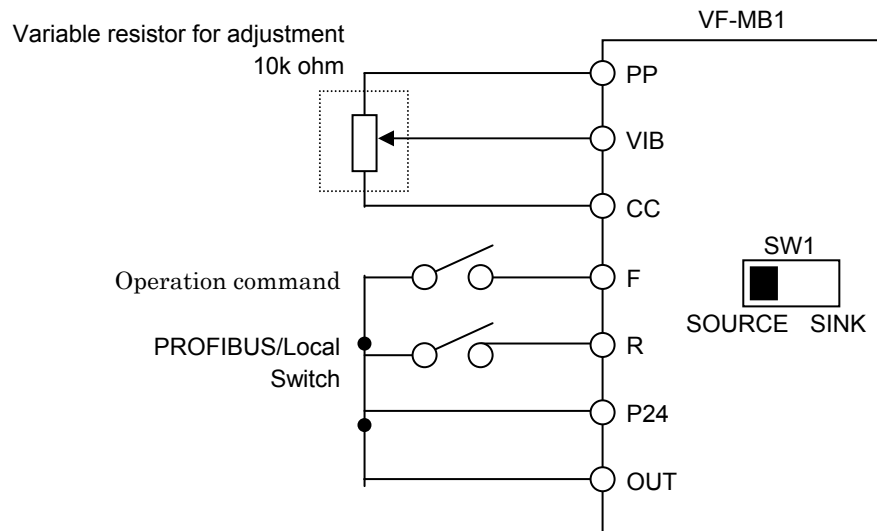 VF-MB1
Variable resistor for adjustment
10k ohm
PP
VIB
CC
SW1
SOURCE SINK
Operation command
F
PROFIBUS/Local
Switch
R
P24
OUT